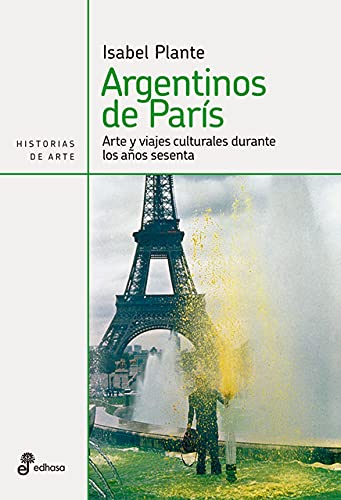 Isabel Plante
Argentinos
de París
HISTORIAS
DE ARTE
Arte y viajes culturales durante
los años sesenta
edhasa